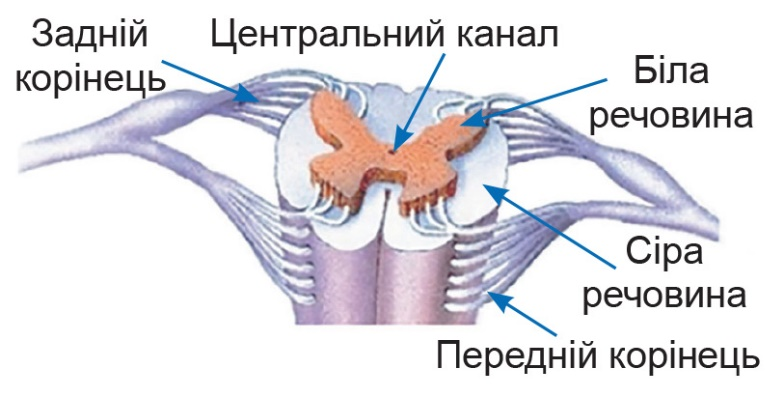 Задній
корінець
Центральний канал
Біла
речовина
Сіра
речовина
Передній корінець